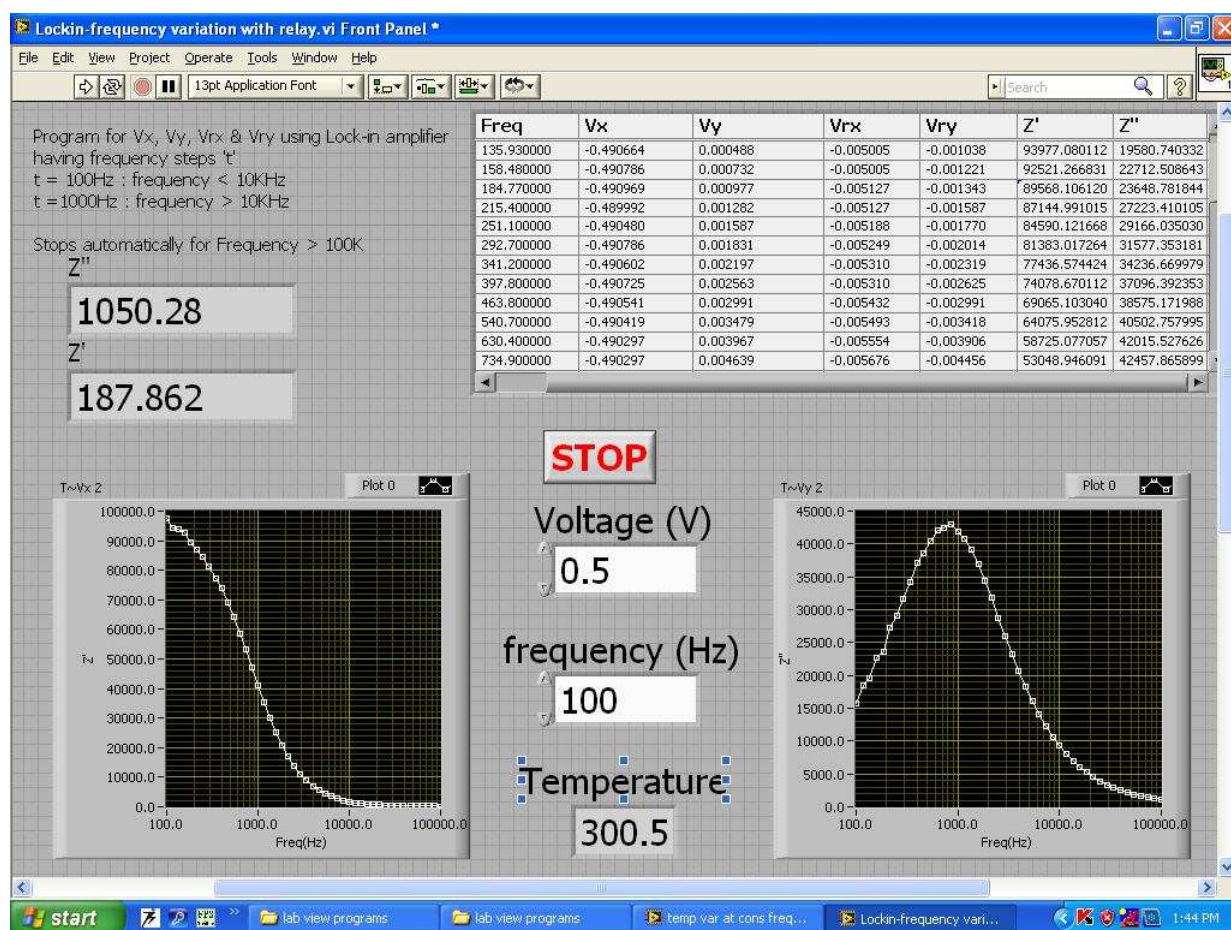 Lockin-frequency variation with relay.vi Front Panel *
File Edit View Project Operate Tools Window Help
13pt Application Font
Search
Program for Vx, Vy, Vrx & Vry using Lock-in amplifier
having frequency steps 't'
t = 100Hz : frequency < 10KHz
t =1000Hz : frequency > 10KHz
Stops automatically for Frequency > 100K
Z"
1050.28
Z'
187.862
Freq Vx Vy Vrx Vry Z' Z"
135.930000 -0.490664 0.000488 -0.005005 -0.001038 93977.080112 19580.740332
158.480000 -0.490786 0.000732 -0.005005 -0.001221 92521.266831 22712.508643
184.770000 -0.490969 0.000977 -0.005127 -0.001343 89568.106120 23648.781844
215.400000 -0.489992 0.001282 -0.005127 -0.001587 87144.991015 27223.410105
251.100000 -0.490480 0.001587 -0.005188 -0.001770 84590.121668 29166.035030
292.700000 -0.490786 0.001831 -0.005249 -0.002014 81383.017264 31577.353181
341.200000 -0.490602 0.002197 -0.005310 -0.002319 77436.574424 34236.669979
397.800000 -0.490725 0.002563 -0.005310 -0.002625 74078.670112 37096.392353
463.800000 -0.490541 0.002991 -0.005432 -0.002991 69065.103040 38575.171988
540.700000 -0.490419 0.003479 -0.005493 -0.003418 64075.952812 40502.757995
630.400000 -0.490297 0.003967 -0.005554 -0.003906 58725.077057 42015.527626
734.900000 -0.490297 0.004639 -0.005676 -0.004456 53048.946091 42457.865899
STOP
T~Vx 2
Plot 0
100000.0
90000.0
80000.0
70000.0
60000.0
50000.0
40000.0
30000.0
20000.0
10000.0
0.0
Z'
100.0 1000.0 10000.0 100000.0
Freq(Hz)
Voltage (V)
0.5
frequency (Hz)
100
Temperature
300.5
T~Vy 2
Plot 0
45000.0
40000.0
35000.0
30000.0
25000.0
20000.0
15000.0
10000.0
5000.0
0.0
Z"
100.0 1000.0 10000.0 100000.0
Freq(Hz)
start
lab view programs
lab view programs
temp var at cons freq...
Lockin-frequency vari...
1:44 PM